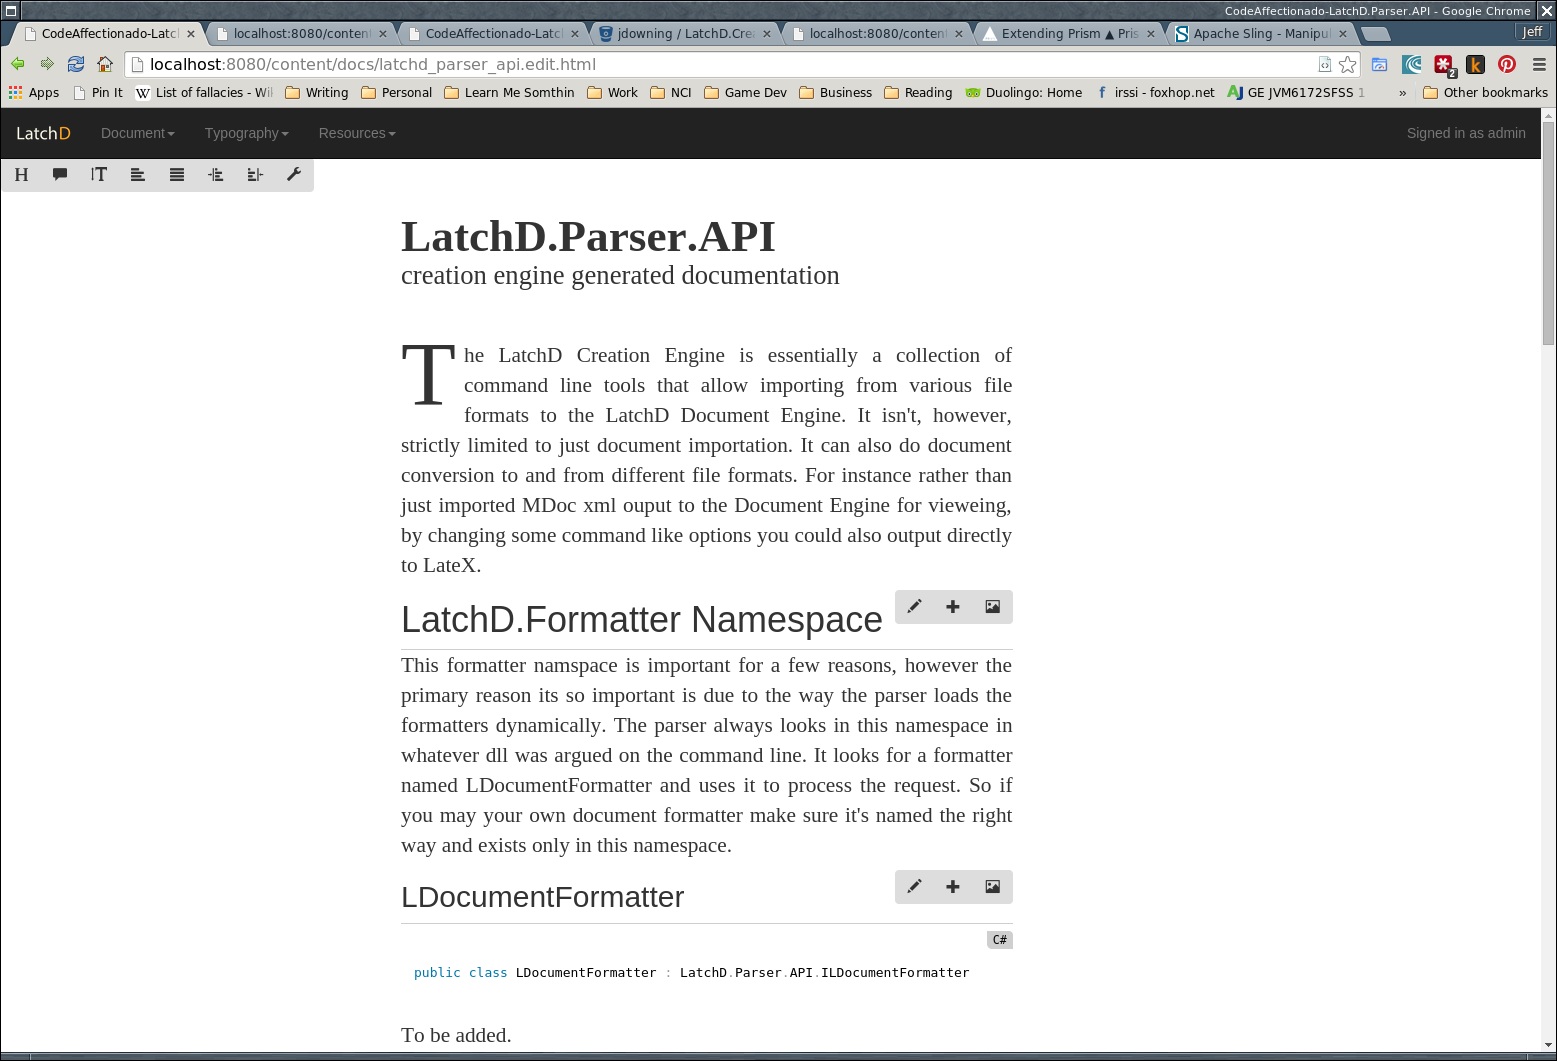 CodeAffectionado-LatchD.Parser.API - Google Chrome
CodeAffectionado-Latch
localhost:8080/content
CodeAffectionado-Latch
jdowning / LatchD.Crea
localhost:8080/content
Extending Prism ▲ Pris
Apache Sling - Manipul
Jeff
localhost:8080/content/docs/latchd_parser_api.edit.html
2
Apps Pin It List of fallacies - Wik Writing Personal Learn Me Somthin Work NCI Game Dev Business Reading Duolingo: Home irssi - foxhop.net GE JVM6172SFSS 1 » Other bookmarks
LatchD Document Typography Resources Signed in as admin
H
LatchD.Parser.API
creation engine generated documentation
The LatchD Creation Engine is essentially a collection of
command line tools that allow importing from various file
formats to the LatchD Document Engine. It isn't, however,
strictly limited to just document importation. It can also do document
conversion to and from different file formats. For instance rather than
just imported MDoc xml ouput to the Document Engine for vieweing,
by changing some command like options you could also output directly
to LateX.
LatchD.Formatter Namespace
This formatter namspace is important for a few reasons, however the
primary reason its so important is due to the way the parser loads the
formatters dynamically. The parser always looks in this namespace in
whatever dll was argued on the command line. It looks for a formatter
named LDocumentFormatter and uses it to process the request. So if
you may your own document formatter make sure it's named the right
way and exists only in this namespace.
LDocumentFormatter
C#
public class LDocumentFormatter : LatchD.Parser.API.ILDocumentFormatter
To be added.